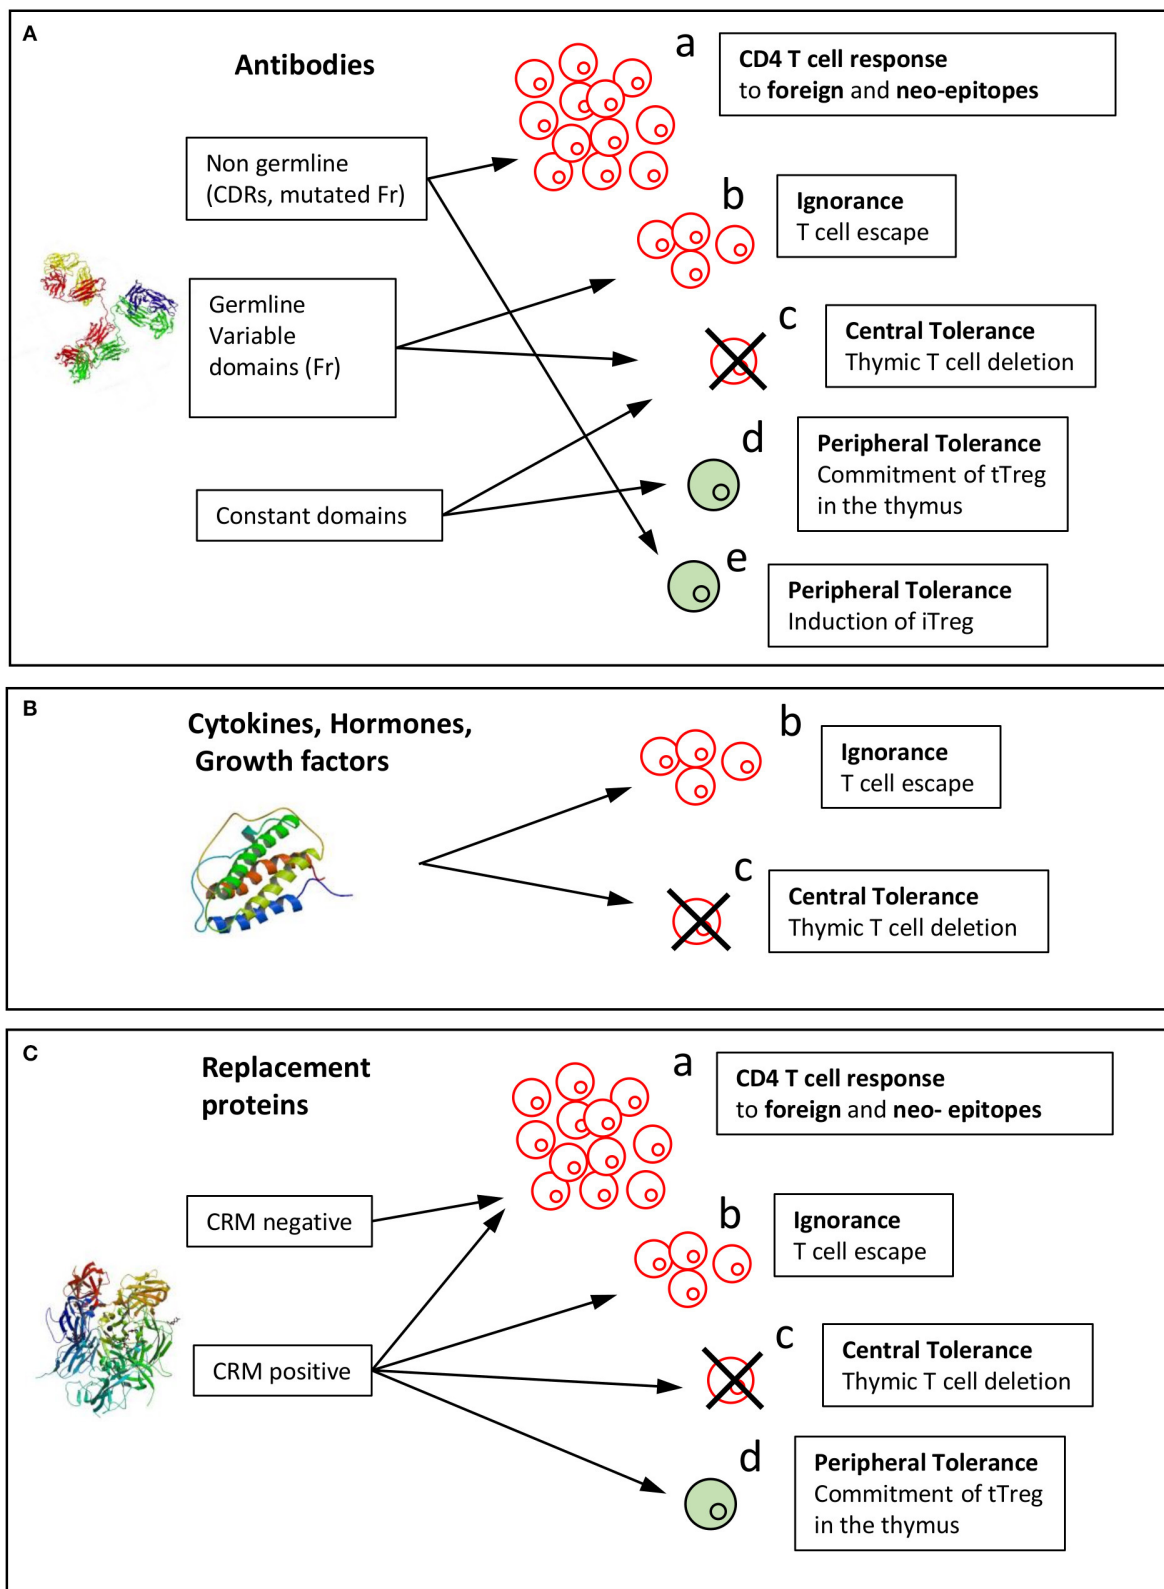 A
Antibodies
a
CD4 T cell response
to foreign and neo-epitopes
Non germline
(CDRs, mutated Fr)
b
Ignorance
T cell escape
Germline
Variable
domains (Fr)
c
Central Tolerance
Thymic T cell deletion
d
Peripheral Tolerance
Commitment of tTreg
in the thymus
Constant domains
e
Peripheral Tolerance
Induction of iTreg
B
Cytokines, Hormones,
Growth factors
b
Ignorance
T cell escape
c
Central Tolerance
Thymic T cell deletion
C
Replacement
proteins
a
CD4 T cell response
to foreign and neo- epitopes
CRM negative
b
Ignorance
T cell escape
CRM positive
c
Central Tolerance
Thymic T cell deletion
d
Peripheral Tolerance
Commitment of tTreg
in the thymus